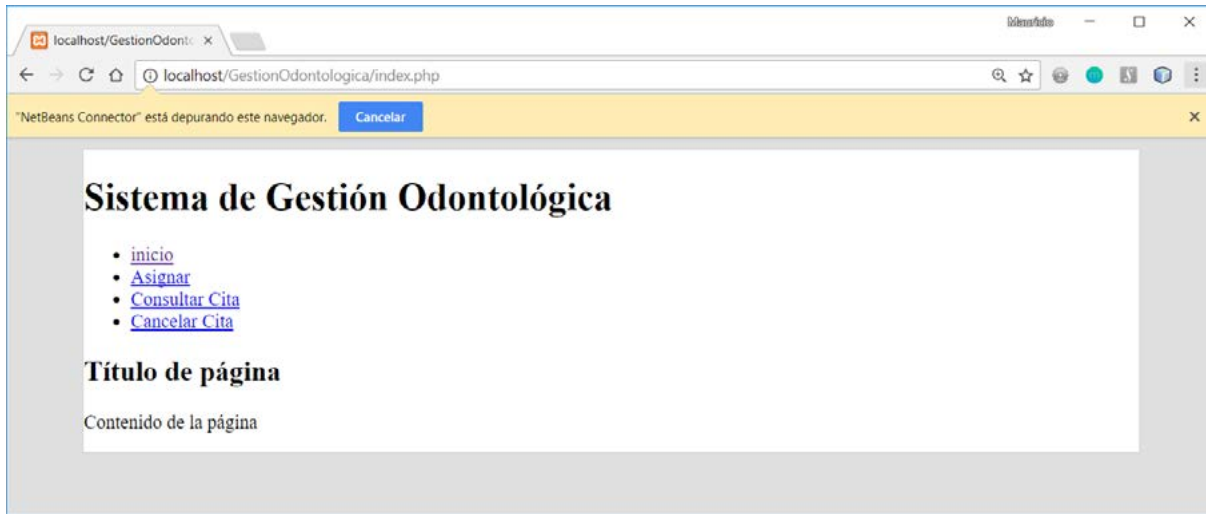 Mauricio
localhost/GestionOdonto
localhost/GestionOdontologica/index.php
"NetBeans Connector" está depurando este navegador. Cancelar
Sistema de Gestión Odontológica
inicio
Asignar
Consultar Cita
Cancelar Cita
Título de página
Contenido de la página